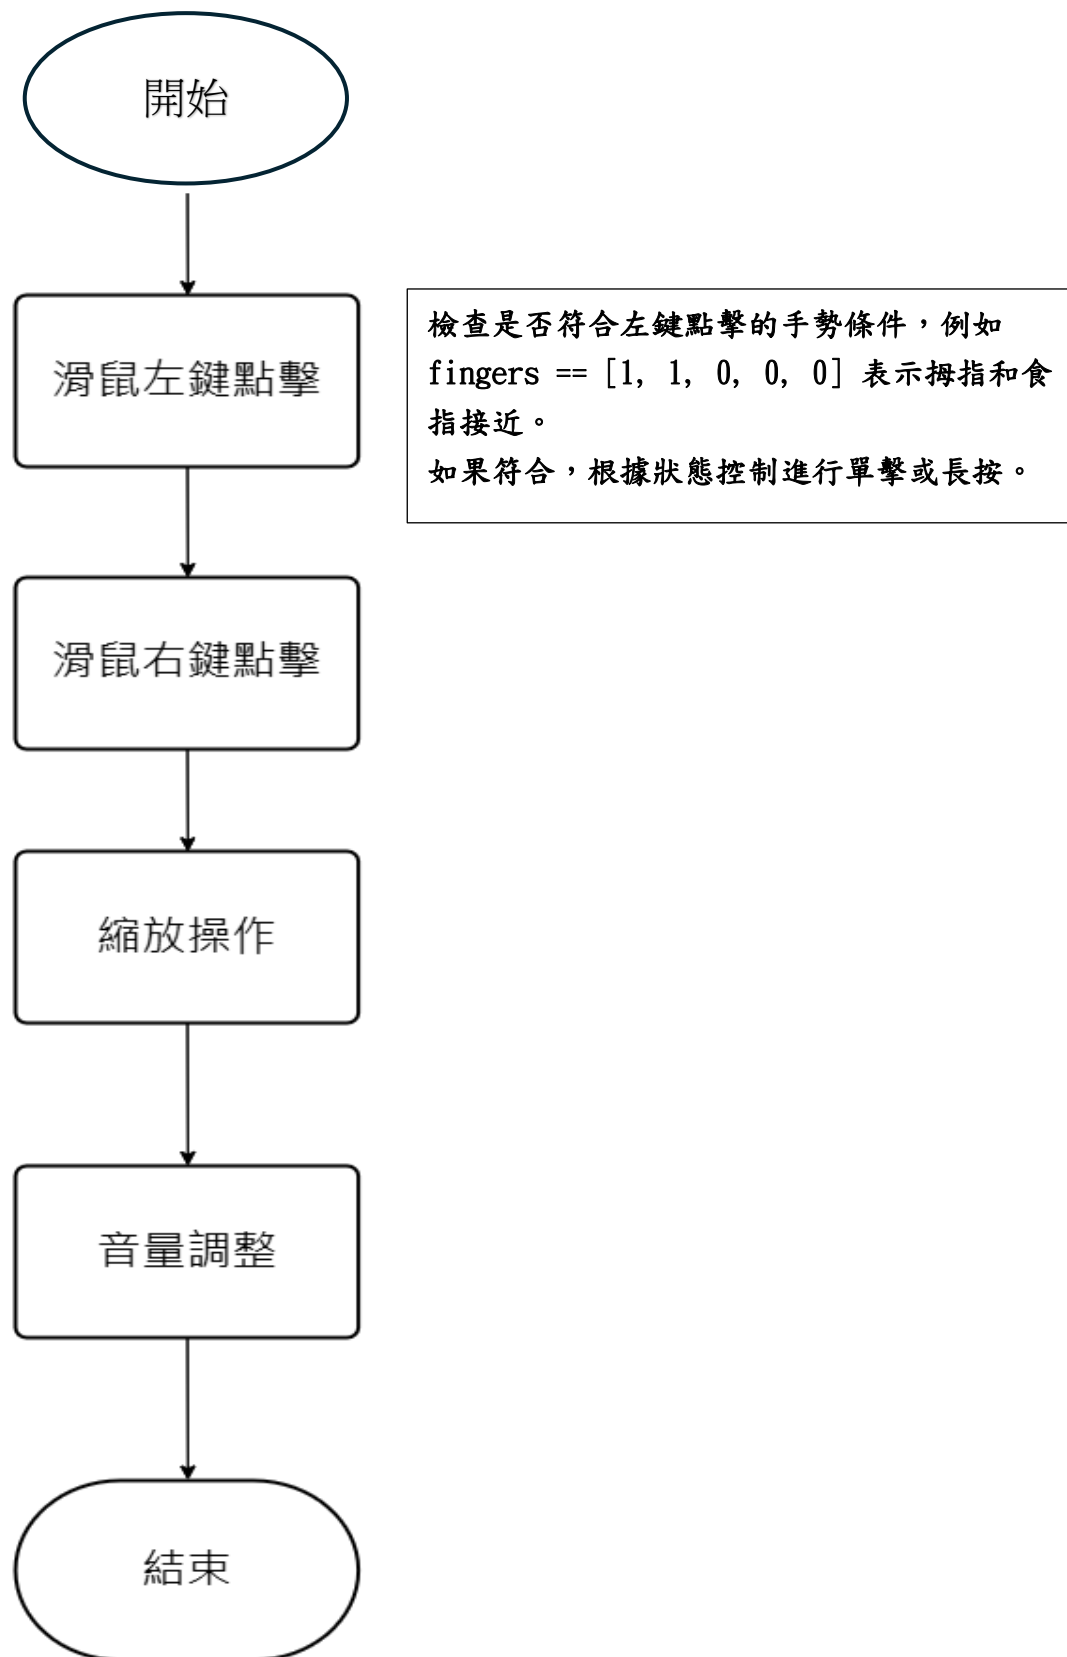 開始
滑鼠左鍵點擊
檢查是否符合左鍵點擊的手勢條件，例如
fingers == [1, 1, 0, 0, 0] 表示拇指和食
指接近。
如果符合，根據狀態控制進行單擊或長按。
滑鼠右鍵點擊
縮放操作
音量調整
結束